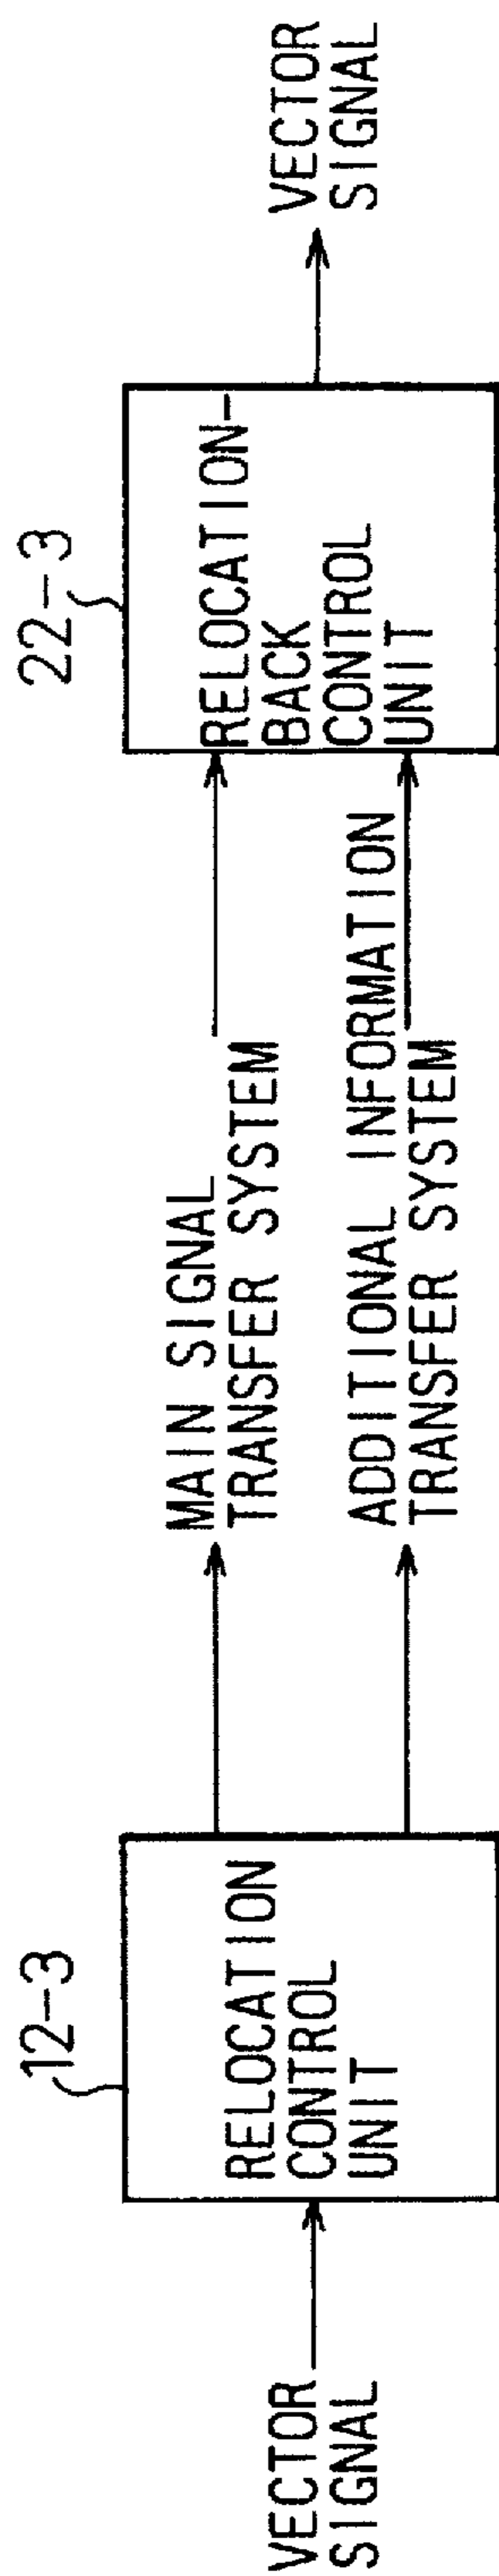 VECTOR
SIGNAL
12-3
RELOCATION
CONTROL
UNIT
MAIN SIGNAL
TRANSFER SYSTEM
ADDITIONAL INFORMATION
TRANSFER SYSTEM
22-3
RELOCATION-
BACK
CONTROL
UNIT
VECTOR
SIGNAL